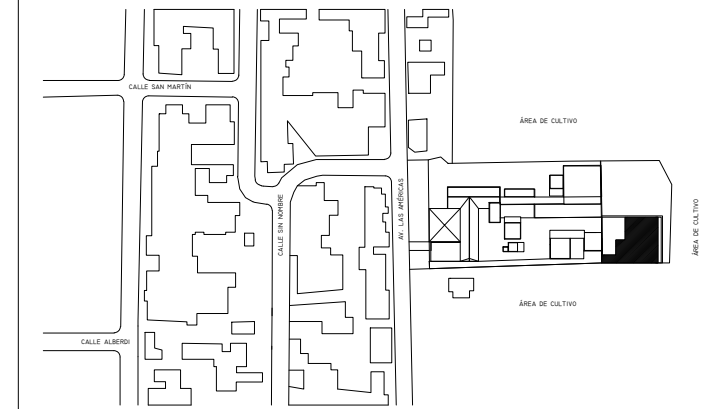 CALLE SAN MARTÍN
ÁREA DE CULTIVO
AV. LAS AMÉRICAS
CALLE SIN NOMBRE
ÁREA DE CULTIVO
ÁREA DE CULTIVO
CALLE ALBERDI